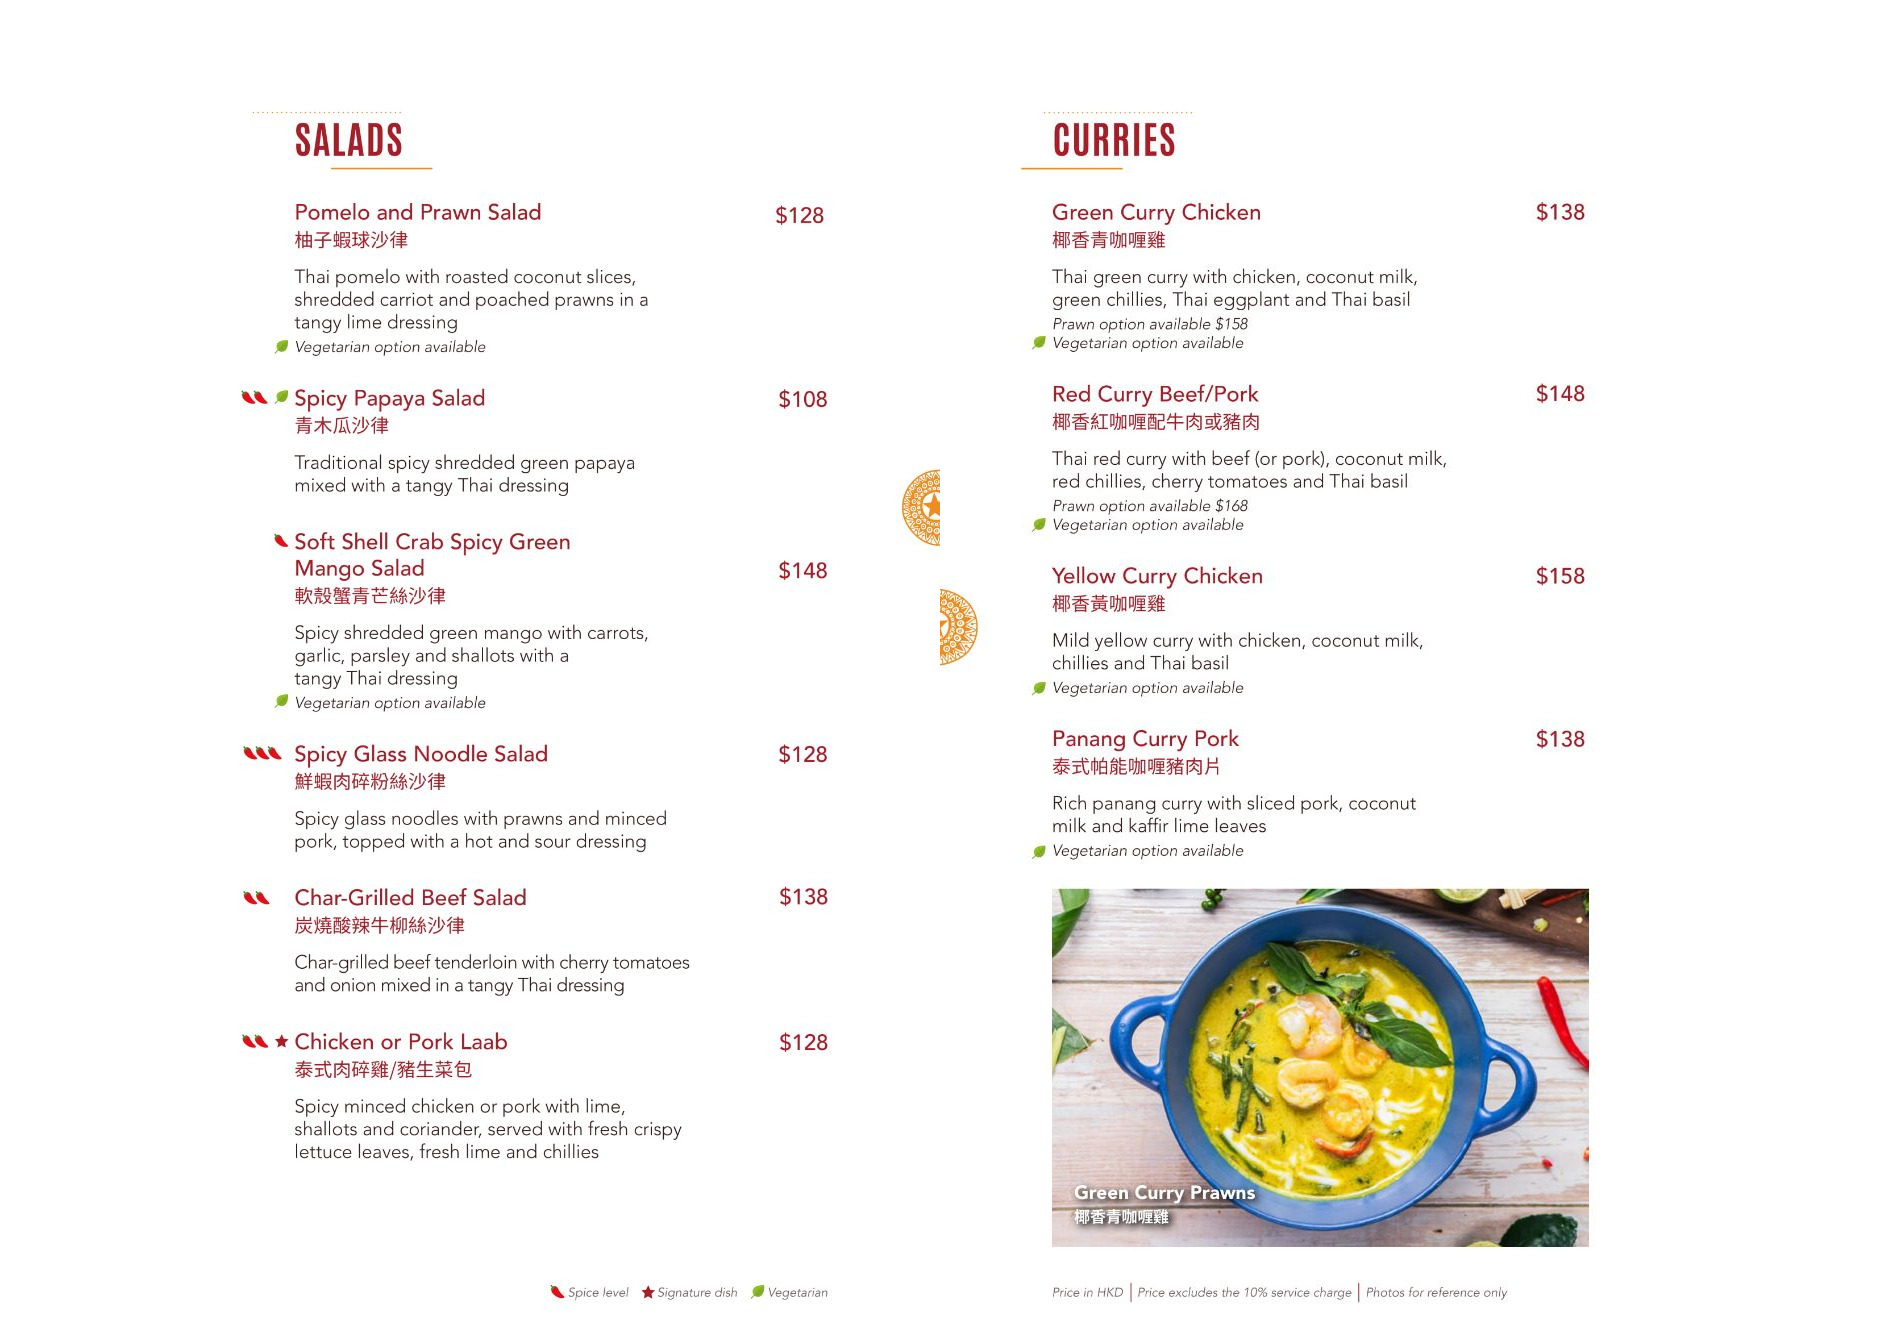 SALADS
Pomelo and Prawn Salad
$128
柚子蝦球沙律
Thai pomelo with roasted coconut slices,
shredded carriot and poached prawns in a
tangy lime dressing
Vegetarian option available
Spicy Papaya Salad
$108
青木瓜沙律
Traditional spicy shredded green papaya
mixed with a tangy Thai dressing
Soft Shell Crab Spicy Green
Mango Salad
$148
軟殼蟹青芒絲沙律
Spicy shredded green mango with carrots,
garlic, parsley and shallots with a
tangy Thai dressing
Vegetarian option available
Spicy Glass Noodle Salad
$128
鮮蝦肉碎粉絲沙律
Spicy glass noodles with prawns and minced
pork, topped with a hot and sour dressing
Char-Grilled Beef Salad
$138
炭燒酸辣牛柳絲沙律
Char-grilled beef tenderloin with cherry tomatoes
and onion mixed in a tangy Thai dressing
Chicken or Pork Laab
$128
泰式肉碎雞/豬生菜包
Spicy minced chicken or pork with lime,
shallots and coriander, served with fresh crispy
lettuce leaves, fresh lime and chillies
Spice level
Signature dish
Vegetarian
CURRIES
Green Curry Chicken
$138
椰香青咖喱雞
Thai green curry with chicken, coconut milk,
green chillies, Thai eggplant and Thai basil
Prawn option available $158
Vegetarian option available
Red Curry Beef/Pork
$148
椰香紅咖喱配牛肉或豬肉
Thai red curry with beef (or pork), coconut milk,
red chillies, cherry tomatoes and Thai basil
Prawn option available $168
Vegetarian option available
Yellow Curry Chicken
$158
椰香黃咖喱雞
Mild yellow curry with chicken, coconut milk,
chillies and Thai basil
Vegetarian option available
Panang Curry Pork
$138
泰式帕能咖喱豬肉片
Rich panang curry with sliced pork, coconut
milk and kaffir lime leaves
Vegetarian option available
Green Curry Prawns
椰香青咖喱雞
Price in HKD | Price excludes the 10% service charge | Photos for reference only